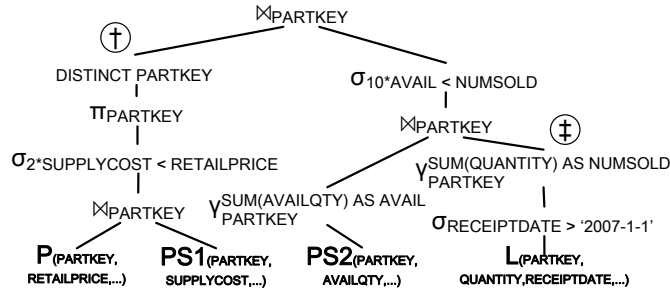 ⋈PARTKEY
†
DISTINCT PARTKEY
σ10*AVAIL < NUMSOLD
πPARTKEY
⋈PARTKEY
‡
σ2*SUPPLYCOST < RETAILPRICE
γSUM(QUANTITY) AS NUMSOLD
PARTKEY
⋈PARTKEY
γSUM(AVAILQTY) AS AVAIL
PARTKEY
σRECEIPTDATE > '2007-1-1'
P(PARTKEY,
RETAILPRICE,...)
PS1(PARTKEY,
SUPPLYCOST,...)
PS2(PARTKEY,
AVAILQTY,...)
L(PARTKEY,
QUANTITY,RECEIPTDATE,...)